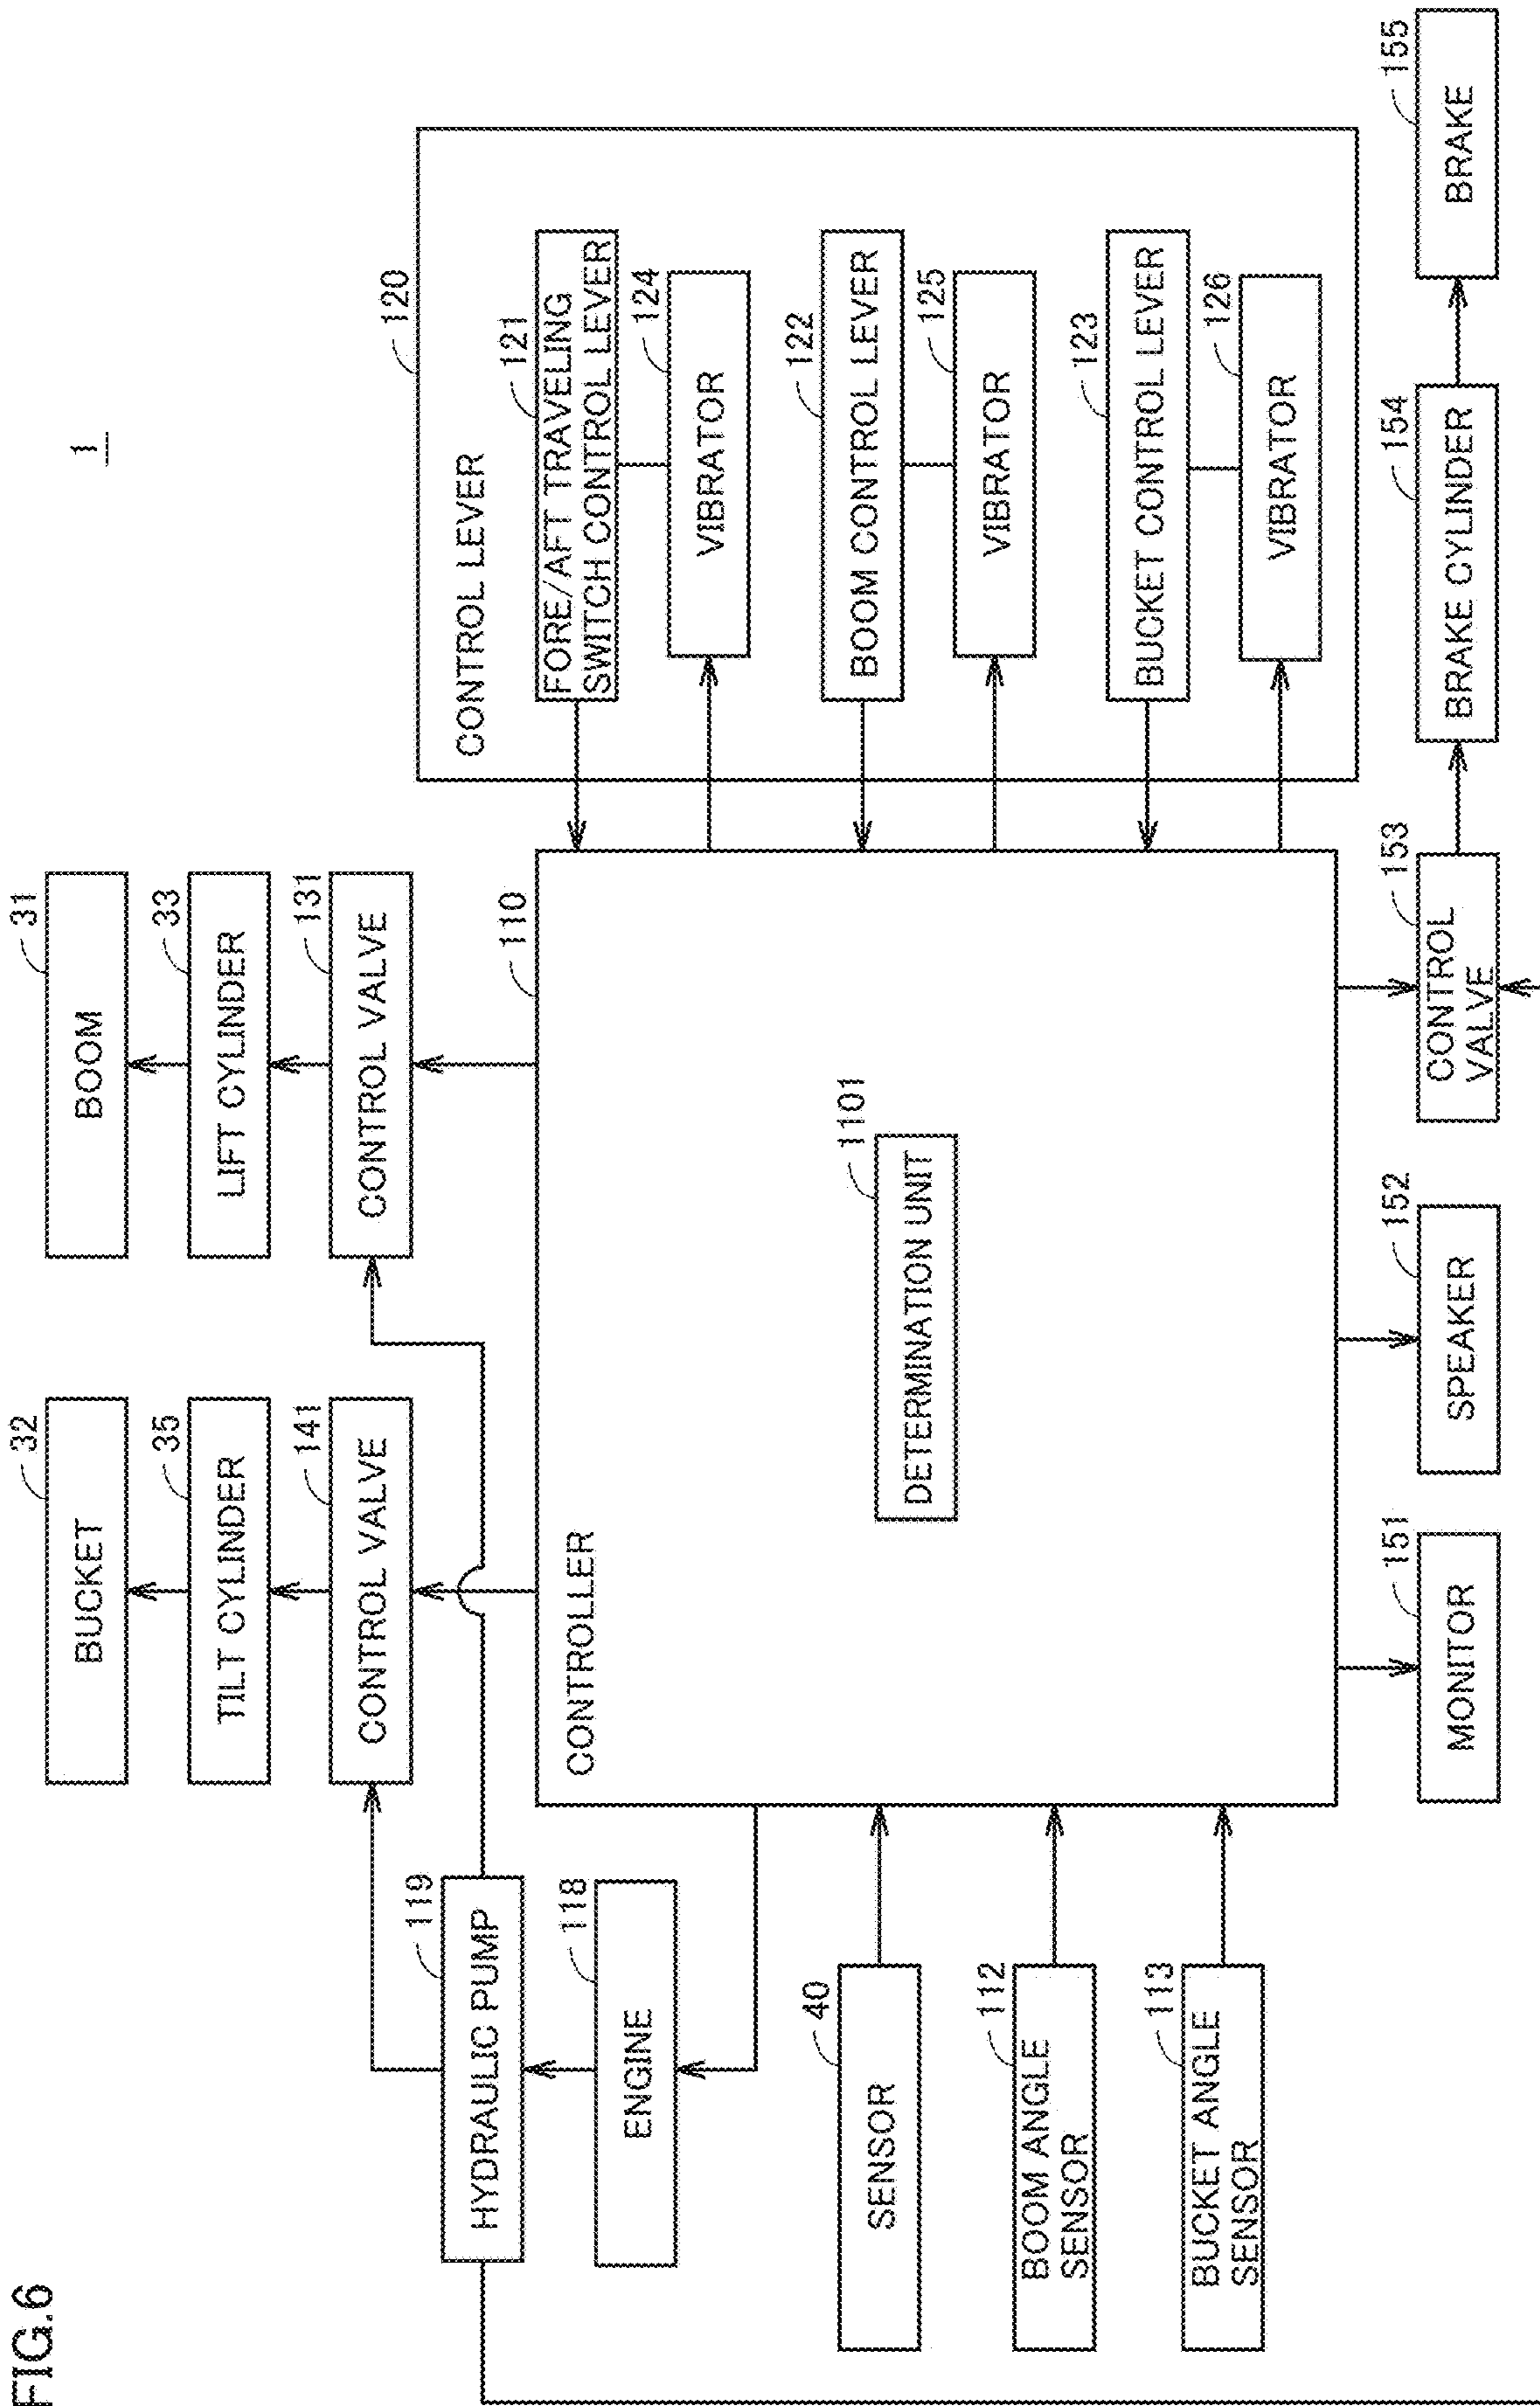 FIG.6
1
32
BUCKET
31
BOOM
35
TILT CYLINDER
33
LIFT CYLINDER
141
CONTROL VALVE
131
CONTROL VALVE
119
HYDRAULIC PUMP
118
ENGINE
110
CONTROLLER
1101
DETERMINATION UNIT
40
SENSOR
112
BOOM ANGLE
SENSOR
113
BUCKET ANGLE
SENSOR
120
CONTROL LEVER
121
FORE/AFT TRAVELING
SWITCH CONTROL LEVER
124
VIBRATOR
122
BOOM CONTROL LEVER
125
VIBRATOR
123
BUCKET CONTROL LEVER
126
VIBRATOR
151
MONITOR
152
SPEAKER
153
CONTROL
VALVE
154
BRAKE CYLINDER
155
BRAKE